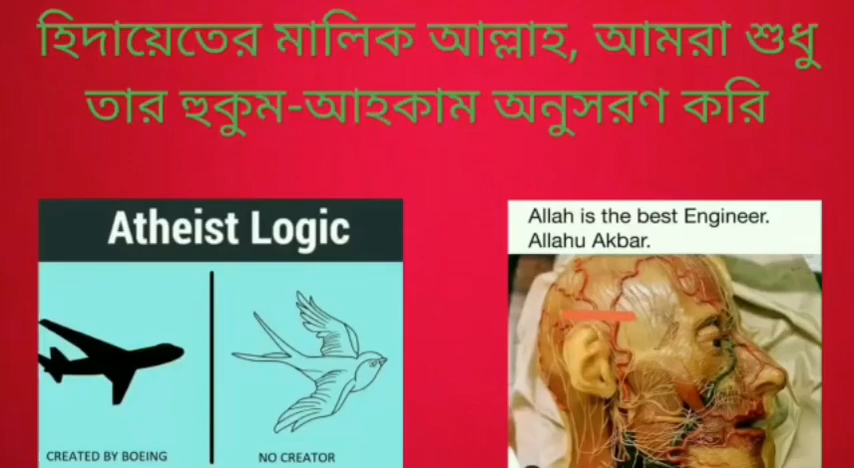 হিদায়েতের মালিক আল্লাহ, আমরা শুধু
তার হুকুম-আহকাম অনুসরণ করি
Atheist Logic
CREATED BY BOEING
NO CREATOR
Allah is the best Engineer.
Allahu Akbar.